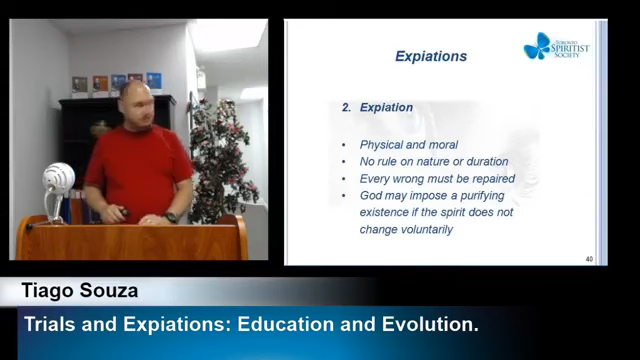 Expiations
TORONTO
SPIRITIST
SOCIETY
2. Expiation
• Physical and moral
• No rule on nature or duration
• Every wrong must be repaired
• God may impose a purifying
existence if the spirit does not
change voluntarily
40
Tiago Souza
Trials and Expiations: Education and Evolution.